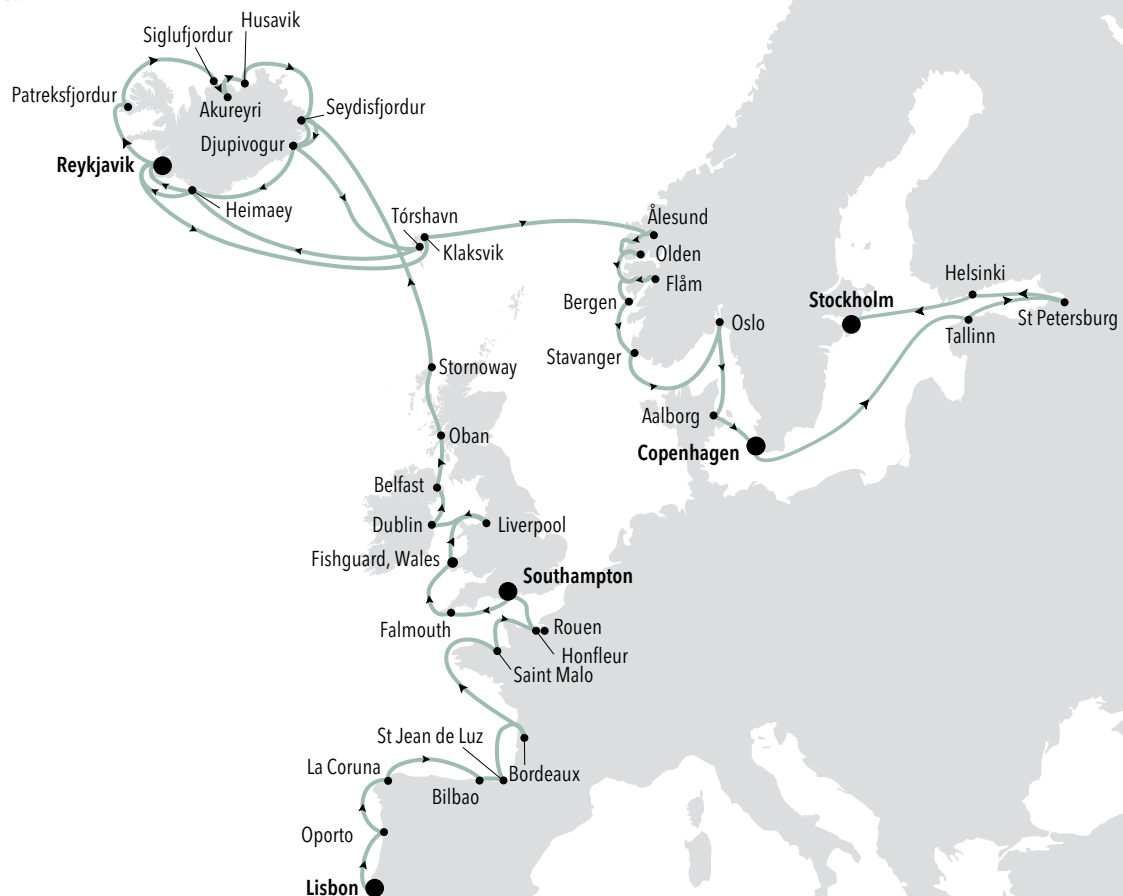 Husavik
Siglufjordur
Patreksfjordur
Akureyri
Seydisfjordur
Djupivogur
Reykjavik
Heimaey
Tórshavn
Klaksvik
Ålesund
Olden
Flåm
Bergen
Stavanger
Oslo
Helsinki
Stockholm
St Petersburg
Tallinn
Aalborg
Copenhagen
Stornoway
Oban
Belfast
Dublin
Liverpool
Fishguard, Wales
Southampton
Falmouth
Rouen
Honfleur
Saint Malo
St Jean de Luz
La Coruna
Bordeaux
Bilbao
Oporto
Lisbon